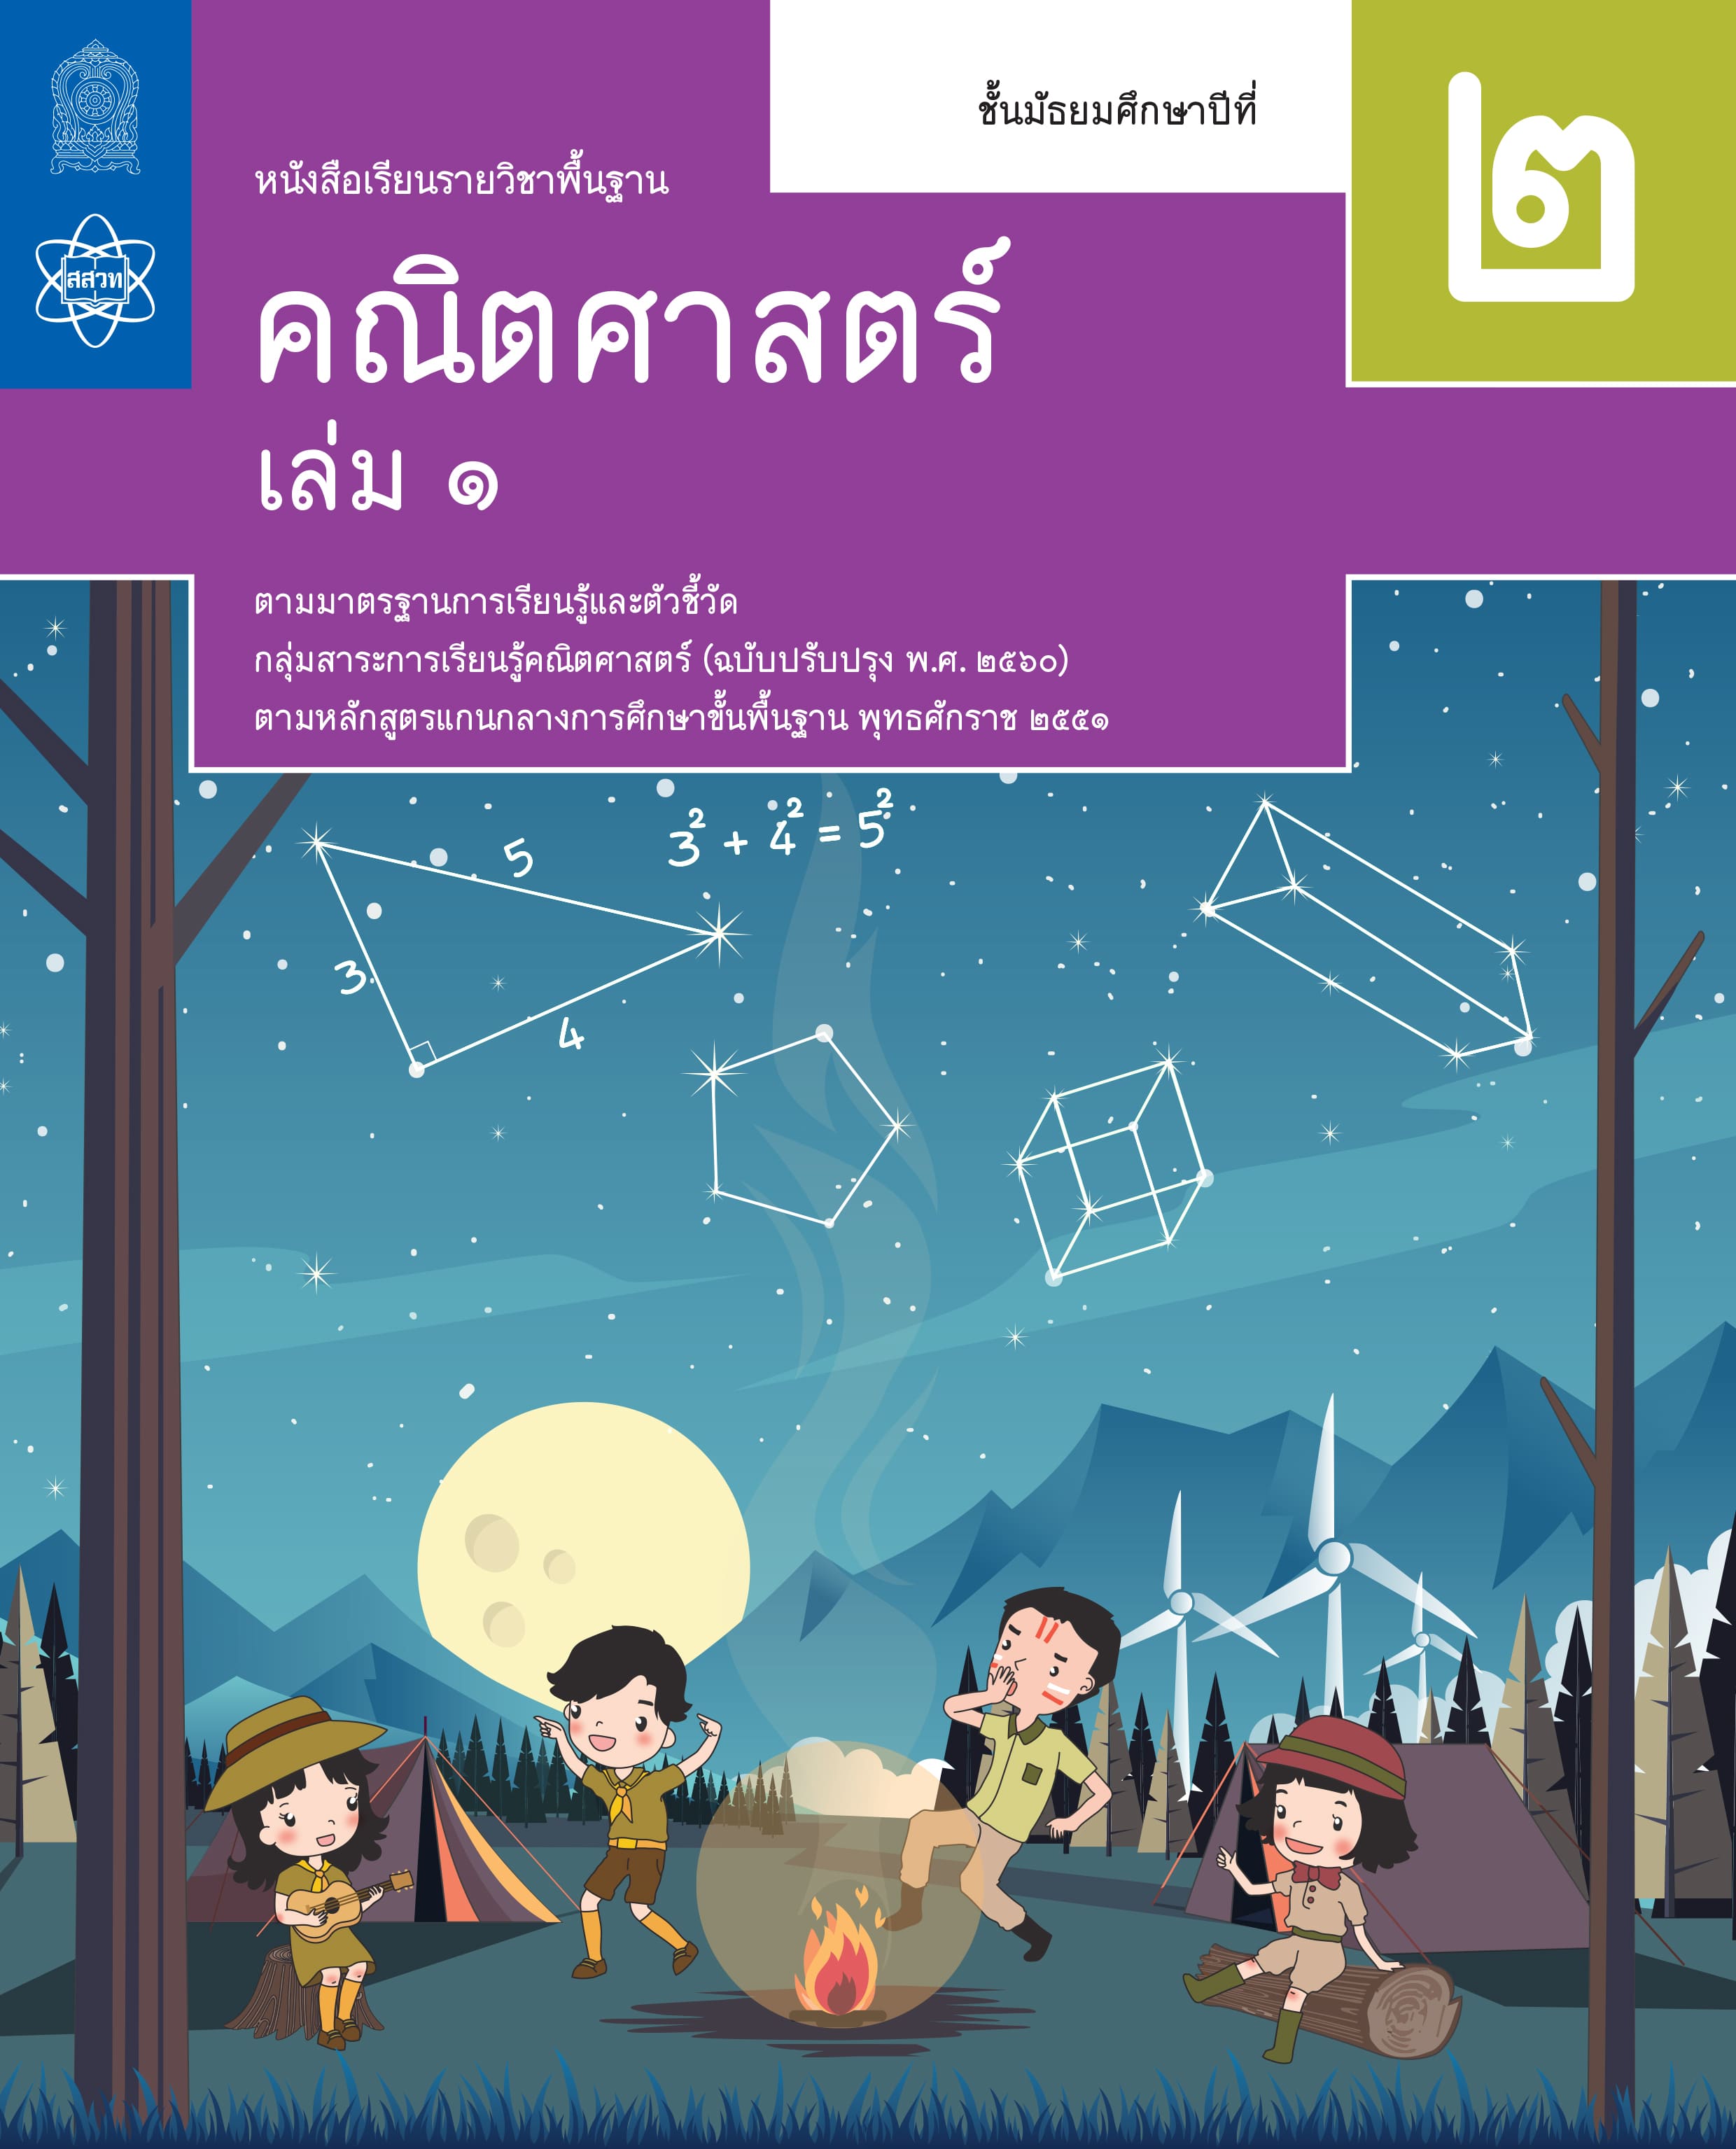 ชั้นมัธยมศึกษาปีที่
๒
หนังสือเรียนรายวิชาพื้นฐาน
สสวท
คณิตศาสตร์
เล่ม ๑
ตามมาตรฐานการเรียนรู้และตัวชี้วัด
กลุ่มสาระการเรียนรู้คณิตศาสตร์ (ฉบับปรับปรุง พ.ศ. ๒๕๖๐)
ตามหลักสูตรแกนกลางการศึกษาขั้นพื้นฐาน พุทธศักราช ๒๕๕๑
3² + 4² = 5²
5
3
4